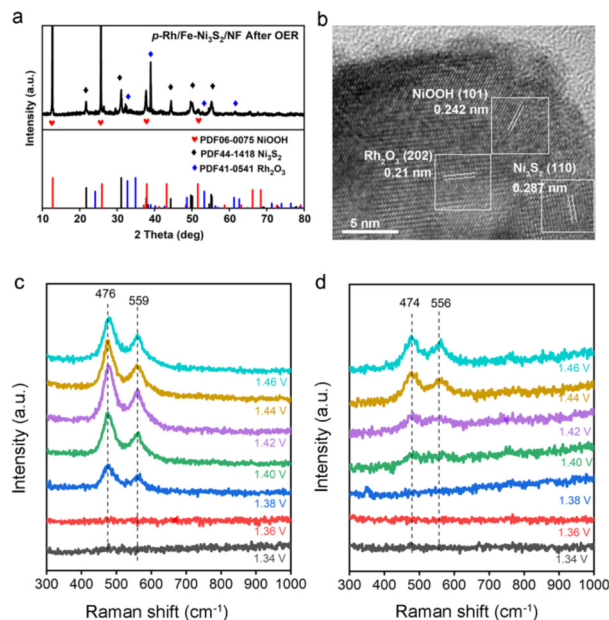 a
p-Rh/Fe-Ni₃S₂/NF After OER
Intensity (a.u.)
PDF06-0075 NiOOH
PDF44-1418 Ni₃S₂
PDF41-0541 Rh₂O₃
10 20 30 40 50 60 70 80
2 Theta (deg)
b
NiOOH (101)
0.242 nm
Rh₂O₃ (202)
0.21 nm
Ni₃S₂ (110)
0.287 nm
5 nm
c
476 559
1.46 V
1.44 V
1.42 V
1.40 V
1.38 V
1.36 V
1.34 V
Intensity (a.u.)
300 400 500 600 700 800 900 1000
Raman shift (cm⁻¹)
d
474 556
1.46 V
1.44 V
1.42 V
1.40 V
1.38 V
1.36 V
1.34 V
Intensity (a.u.)
300 400 500 600 700 800 900 1000
Raman shift (cm⁻¹)